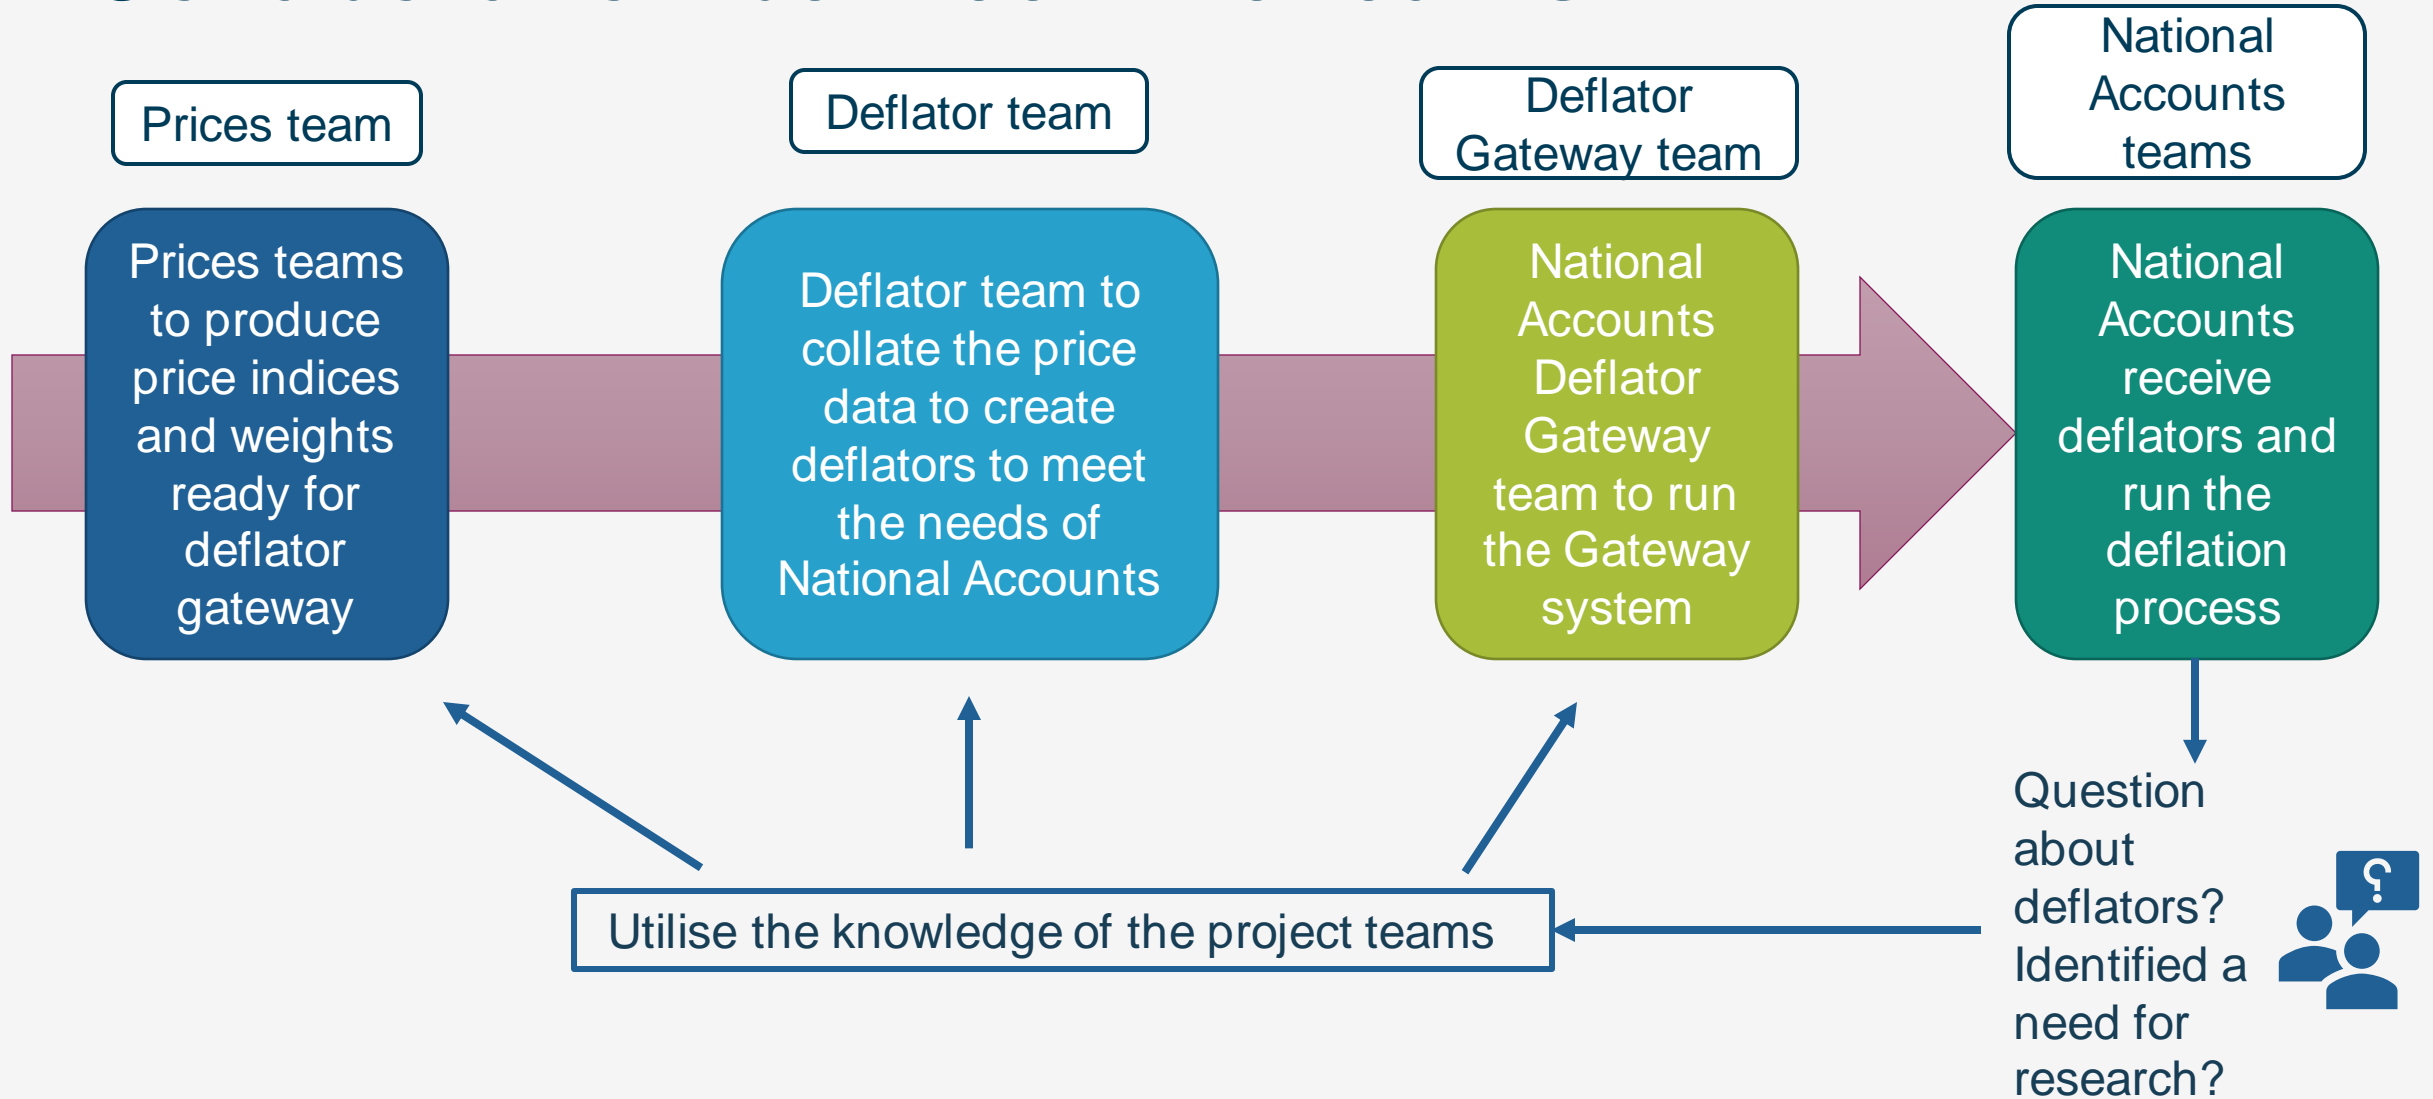 Prices team
Deflator team
Deflator
Gateway team
National
Accounts
teams
Prices teams
to produce
price indices
and weights
ready for
deflator
gateway
Deflator team to
collate the price
data to create
deflators to meet
the needs of
National Accounts
National
Accounts
Deflator
Gateway
team to run
the Gateway
system
National
Accounts
receive
deflators and
run the
deflation
process
Utilise the knowledge of the project teams
Question
about
deflators?
Identified a
need for
research?
?